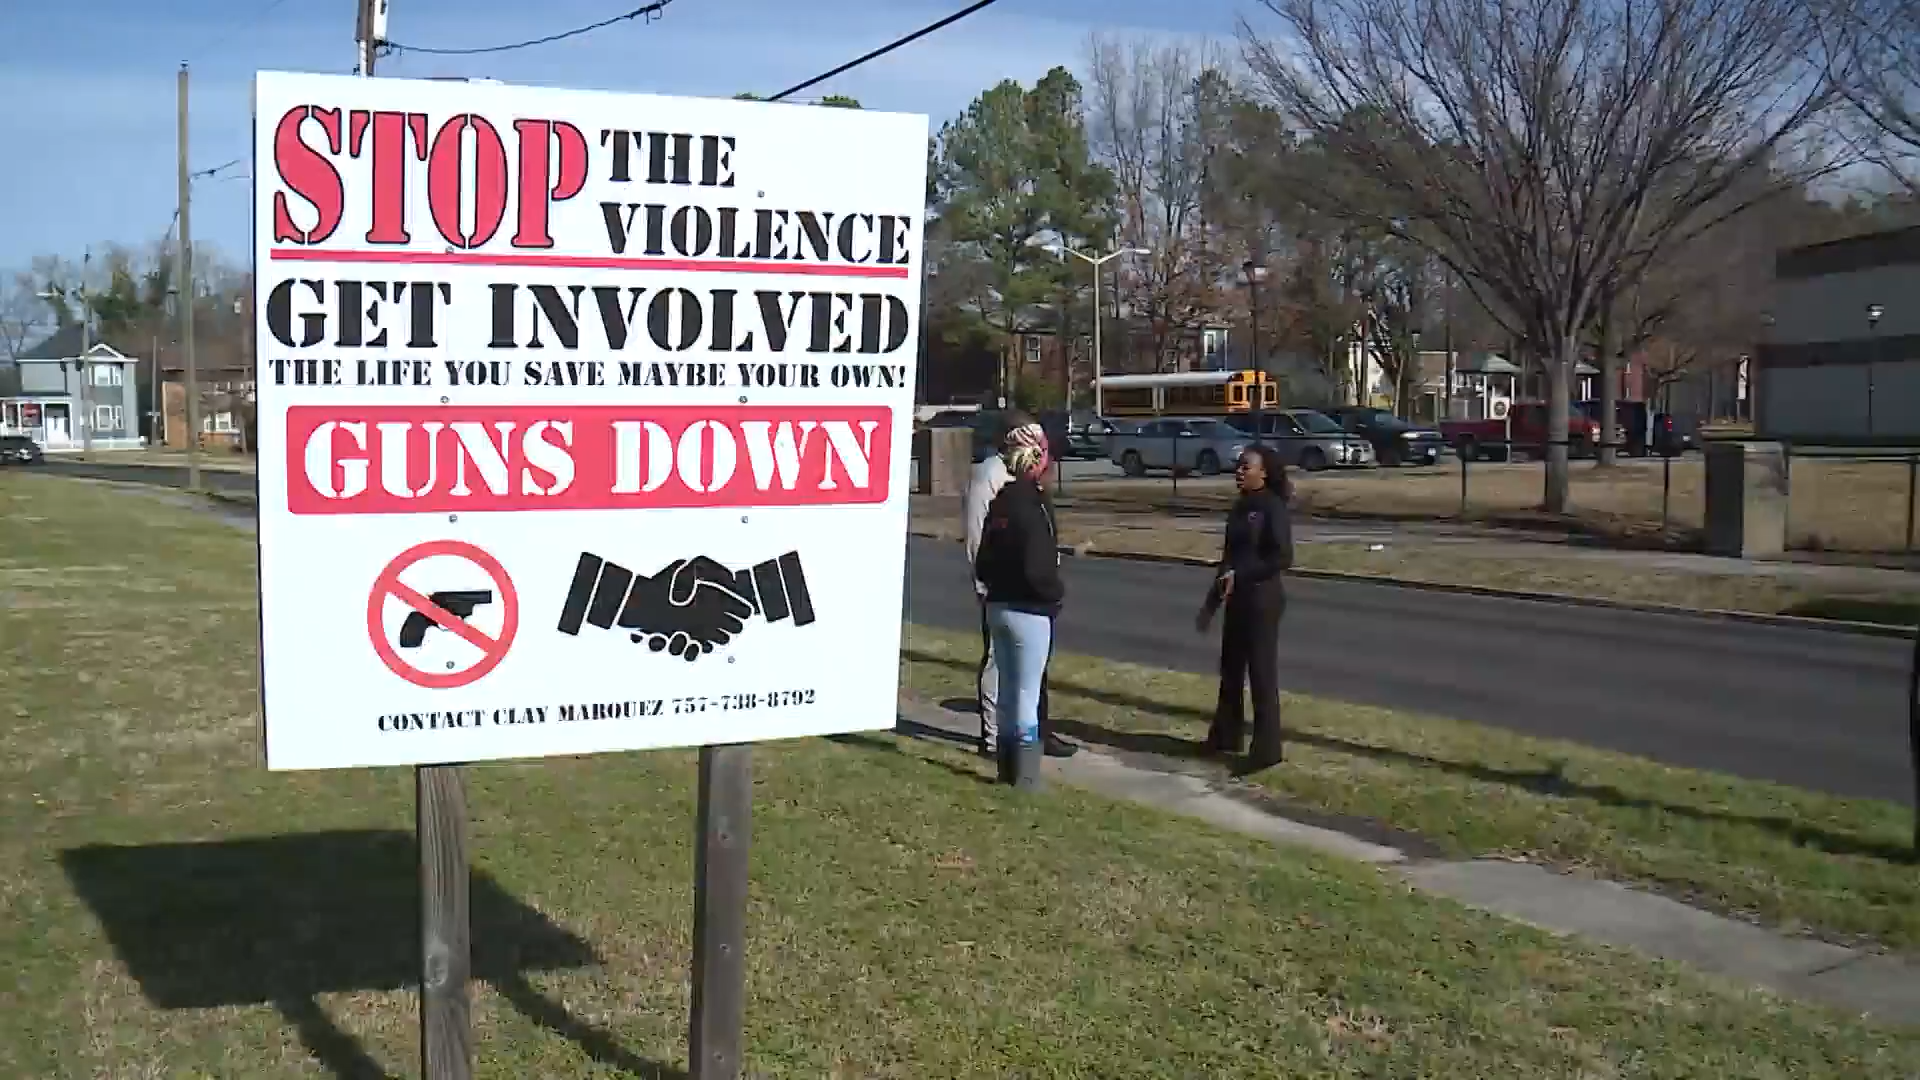 STOP THE
VIOLENCE
GET INVOLVED
THE LIFE YOU SAVE MAYBE YOUR OWN!
GUNS DOWN
CONTACT CLAY MARQUEZ 757-738-8792